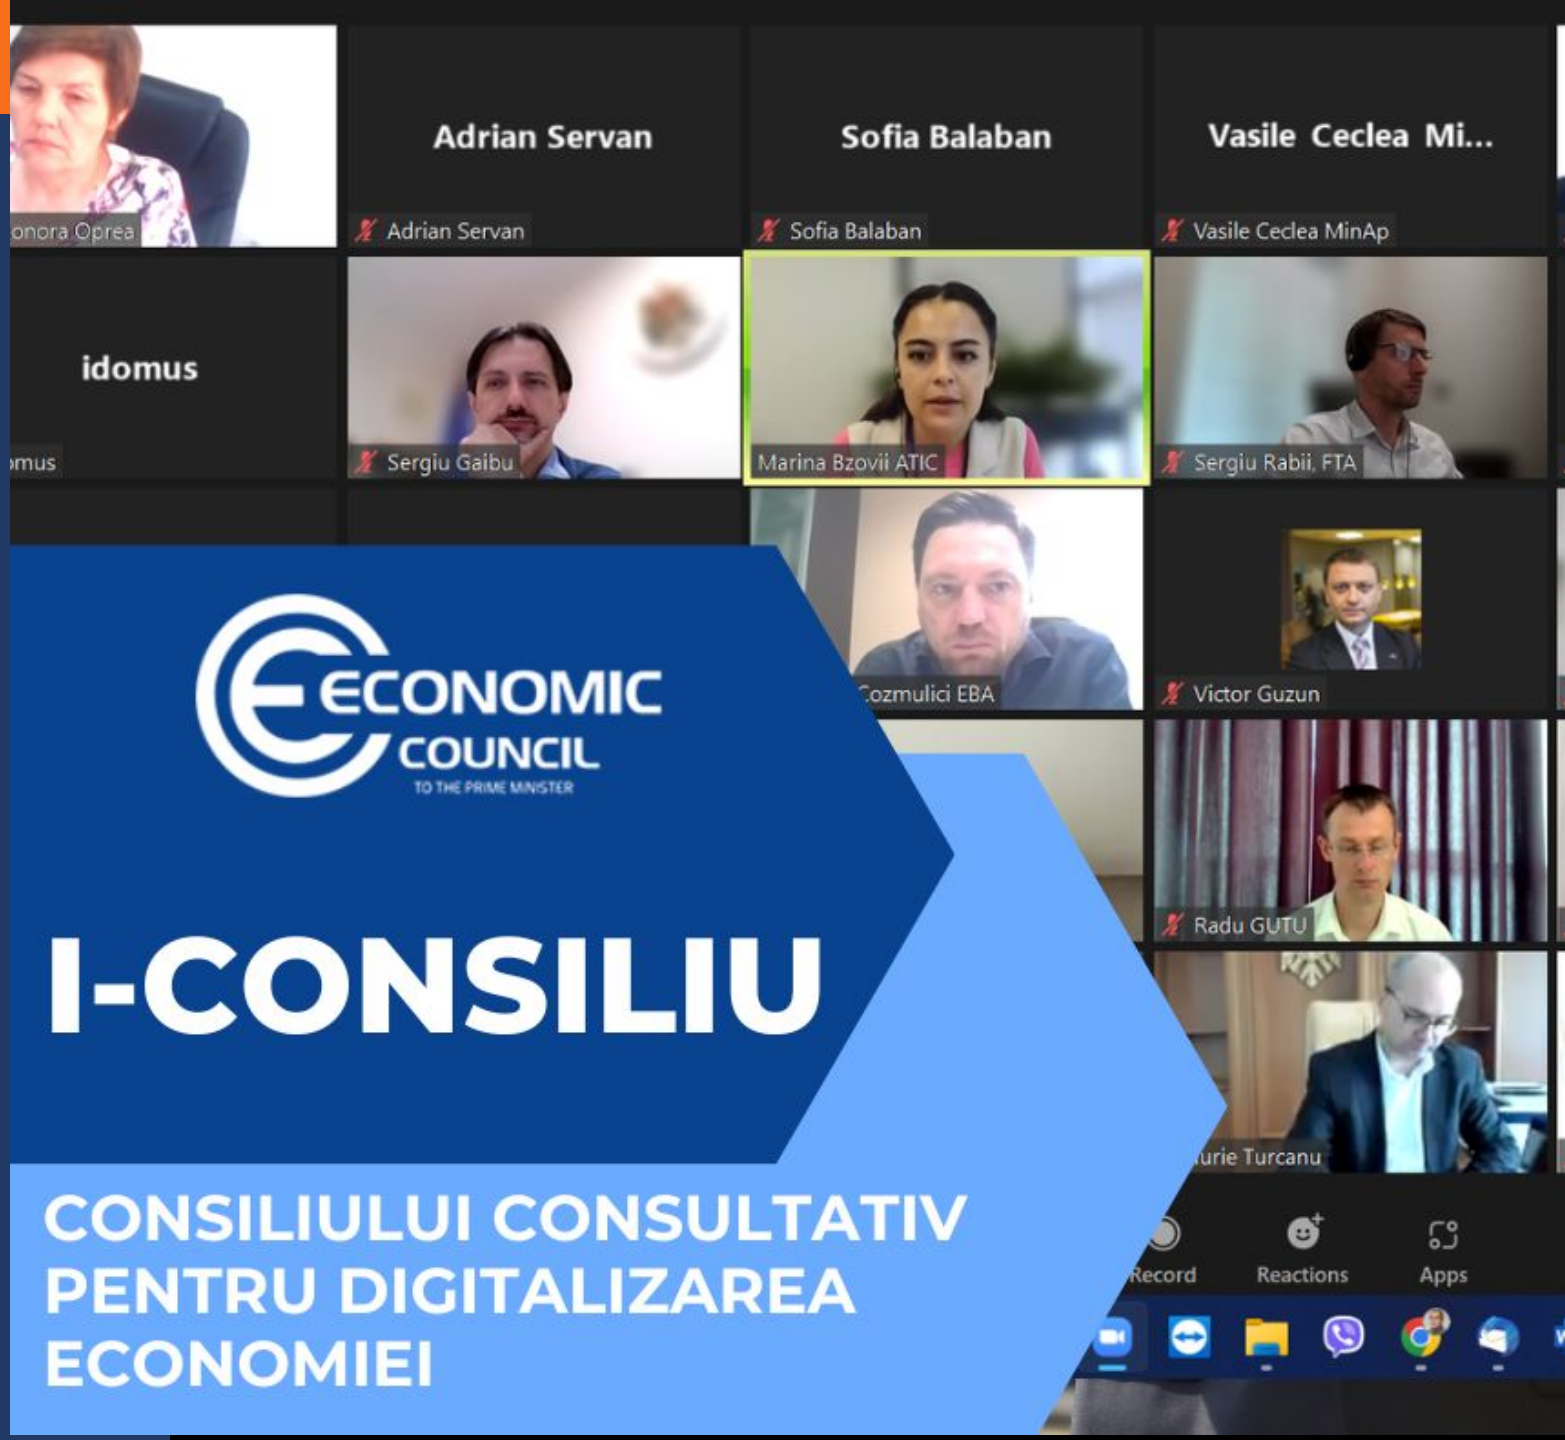 Adrian Servan
Sofia Balaban
Vasile Ceclea Mi...
onora Oprea
Adrian Servan
Sofia Balaban
Vasile Ceclea MinAp
idomus
omus
Sergiu Gaibu
Marina Bzovii ATIC
Sergiu Rabii, FTA
Cozmulici EBA
Victor Guzun
ECONOMIC
COUNCIL
TO THE PRIME MINISTER
Radu GUTU
I-CONSILIU
urie Turcanu
CONSILIULUI CONSULTATIV
PENTRU DIGITALIZAREA
ECONOMIEI
Record
Reactions
Apps